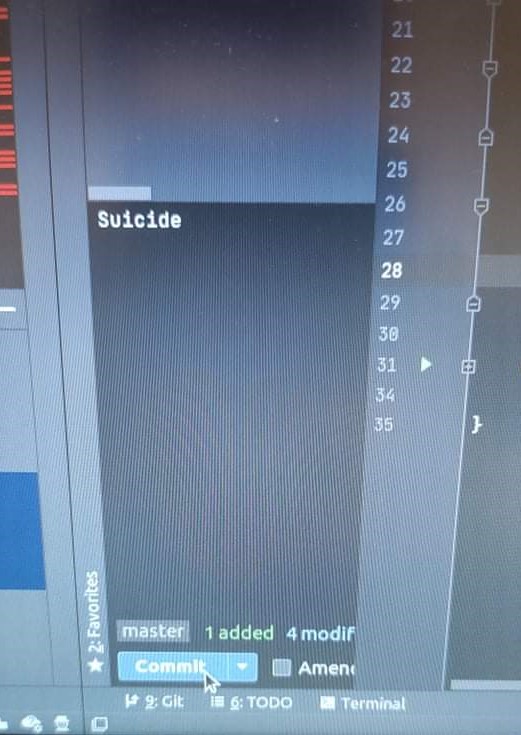 21
22
23
24
25
26
Suicide
27
28
29
30
31
34
35
}
2: Favorites
master 1 added 4 modif
Commit Amen
9: Git 6: TODO Terminal